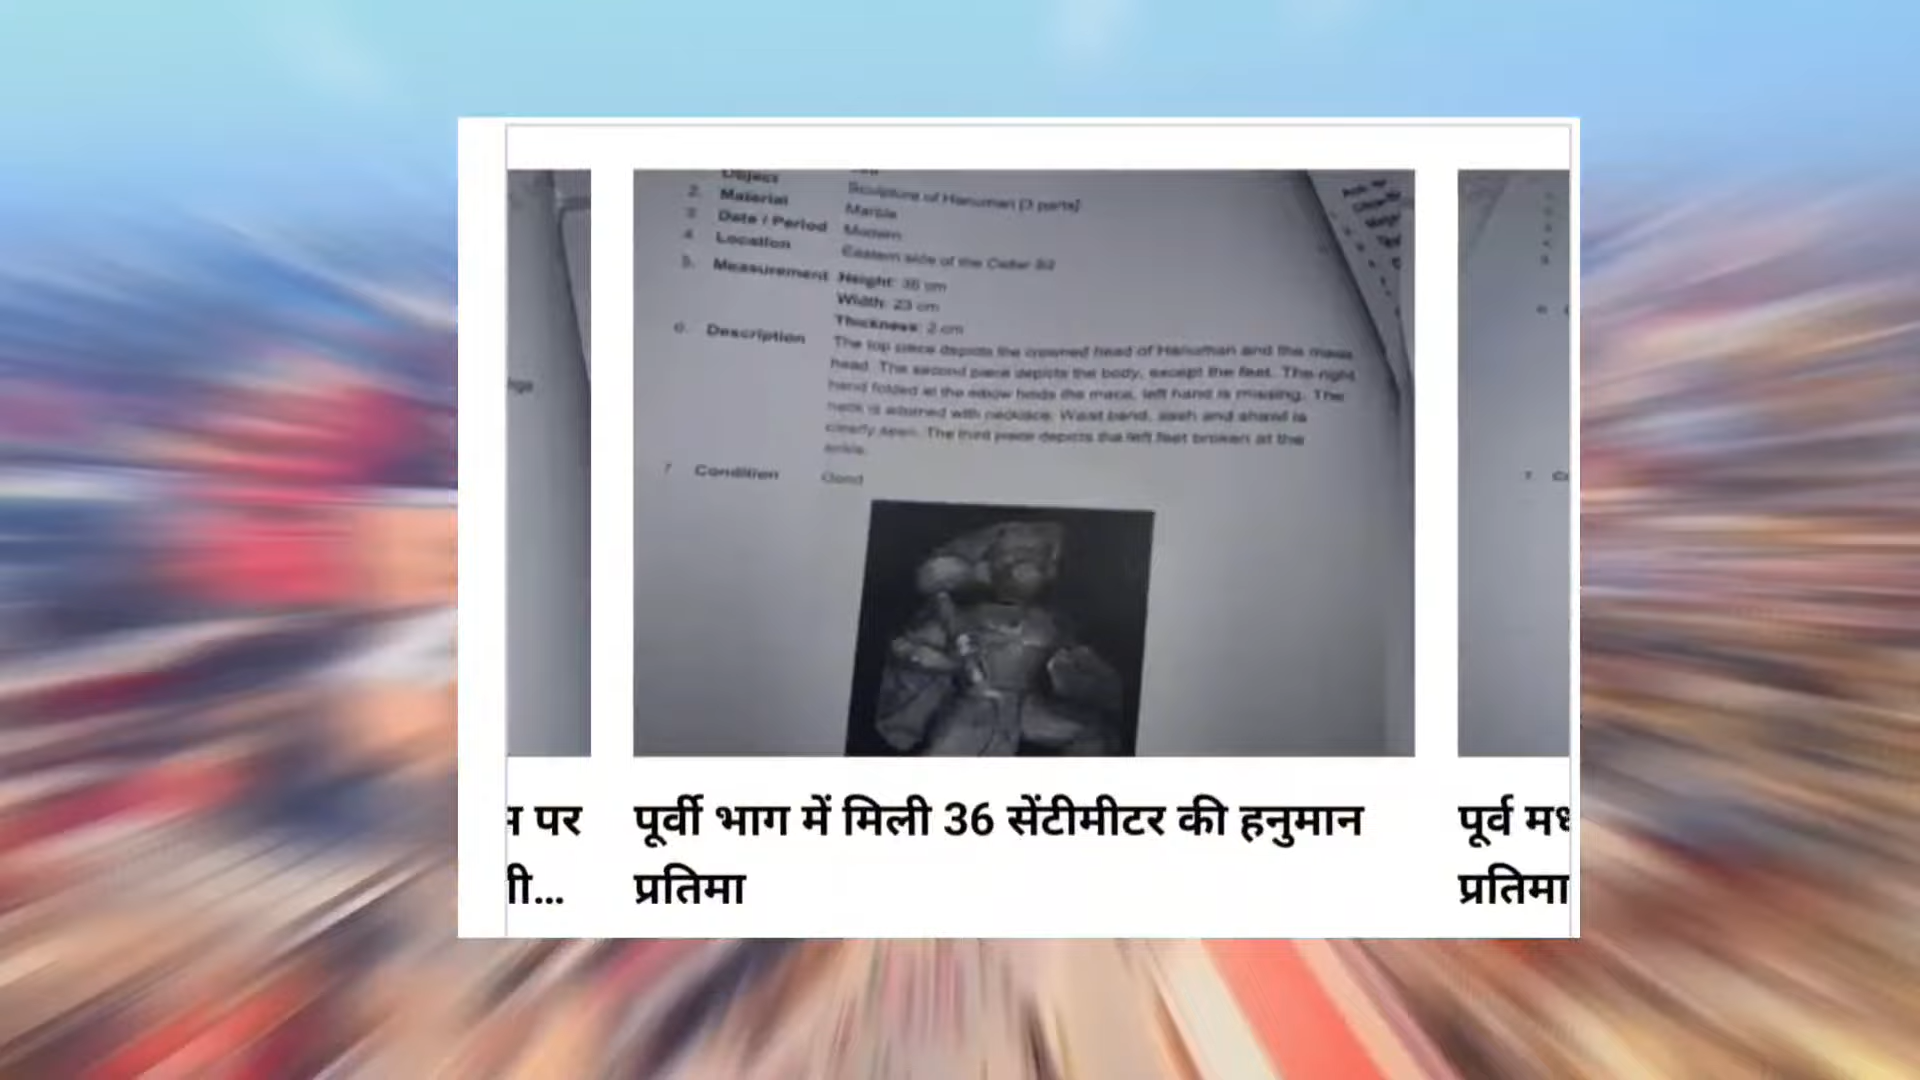 Object
2. Material
Sculpture of Hanuman [3 parts]
3. Date / Period
Marble
4. Location
Modern
Eastern side of the Cellar S2
5. Measurement Height: 36 cm
Width: 23 cm
Thickness: 2 cm
6. Description
The top piece depicts the crowned head of Hanuman and the mace
head. The second piece depicts the body, except the feet. The right
hand folded at the elbow holds the mace, left hand is missing. The
neck is adorned with necklace. Waist band, sash and
clearly seen. The third piece depicts the left feet broken at the
ankle.
7 Condition
Good
पर
पूर्वी भाग में मिली 36 सेंटीमीटर की हनुमान
प्रतिमा
पूर्व
प्रतिमा